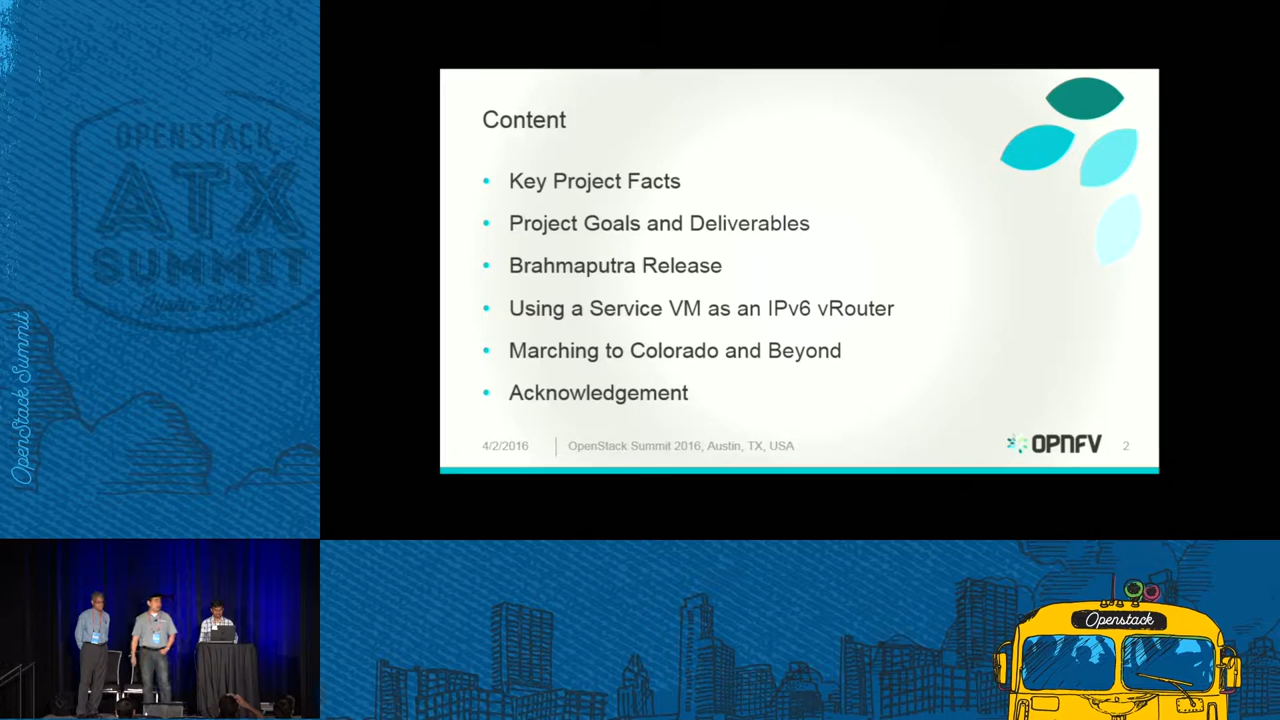 OPENSTACK
ATX
SUMMIT
Austin 2016
OpenStack Summit
Content
• Key Project Facts
• Project Goals and Deliverables
• Brahmaputra Release
• Using a Service VM as an IPv6 vRouter
• Marching to Colorado and Beyond
• Acknowledgement
4/2/2016
OpenStack Summit 2016, Austin, TX, USA
OPNFV
2
Openstack